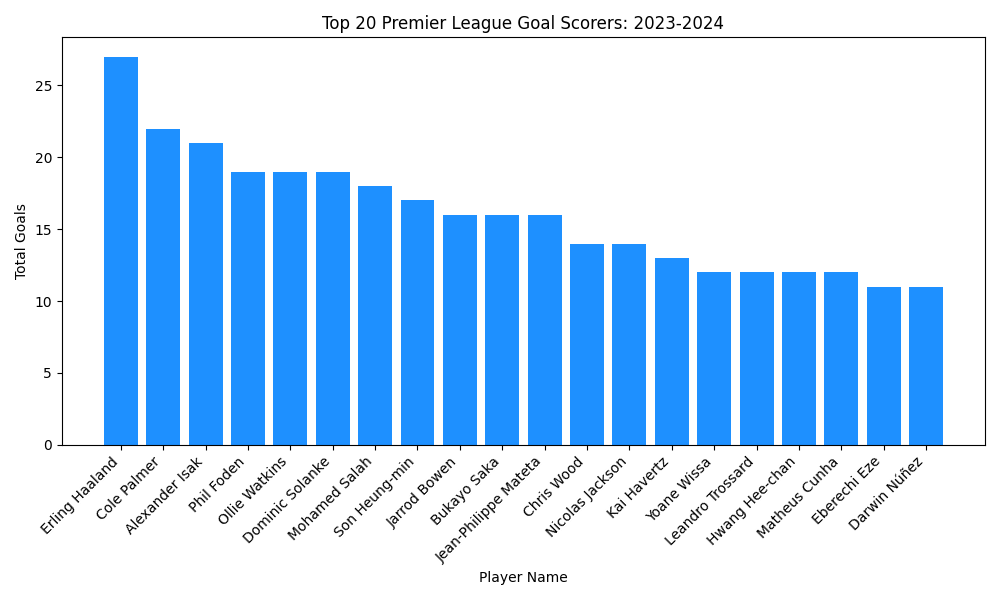 Top 20 Premier League Goal Scorers: 2023-2024
Total Goals
25
20
15
10
5
0
Erling Haaland
Cole Palmer
Alexander Isak
Phil Foden
Ollie Watkins
Dominic Solanke
Mohamed Salah
Son Heung-min
Jarrod Bowen
Bukayo Saka
Jean-Philippe Mateta
Chris Wood
Nicolas Jackson
Kai Havertz
Yoane Wissa
Leandro Trossard
Hwang Hee-chan
Matheus Cunha
Eberechi Eze
Darwin Núñez
Player Name